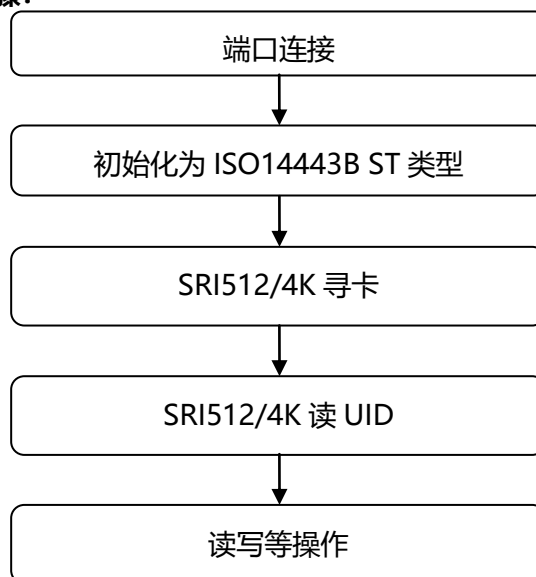 骤：
端口连接
初始化为 ISO14443B ST 类型
SRI512/4K 寻卡
SRI512/4K 读 UID
读写等操作